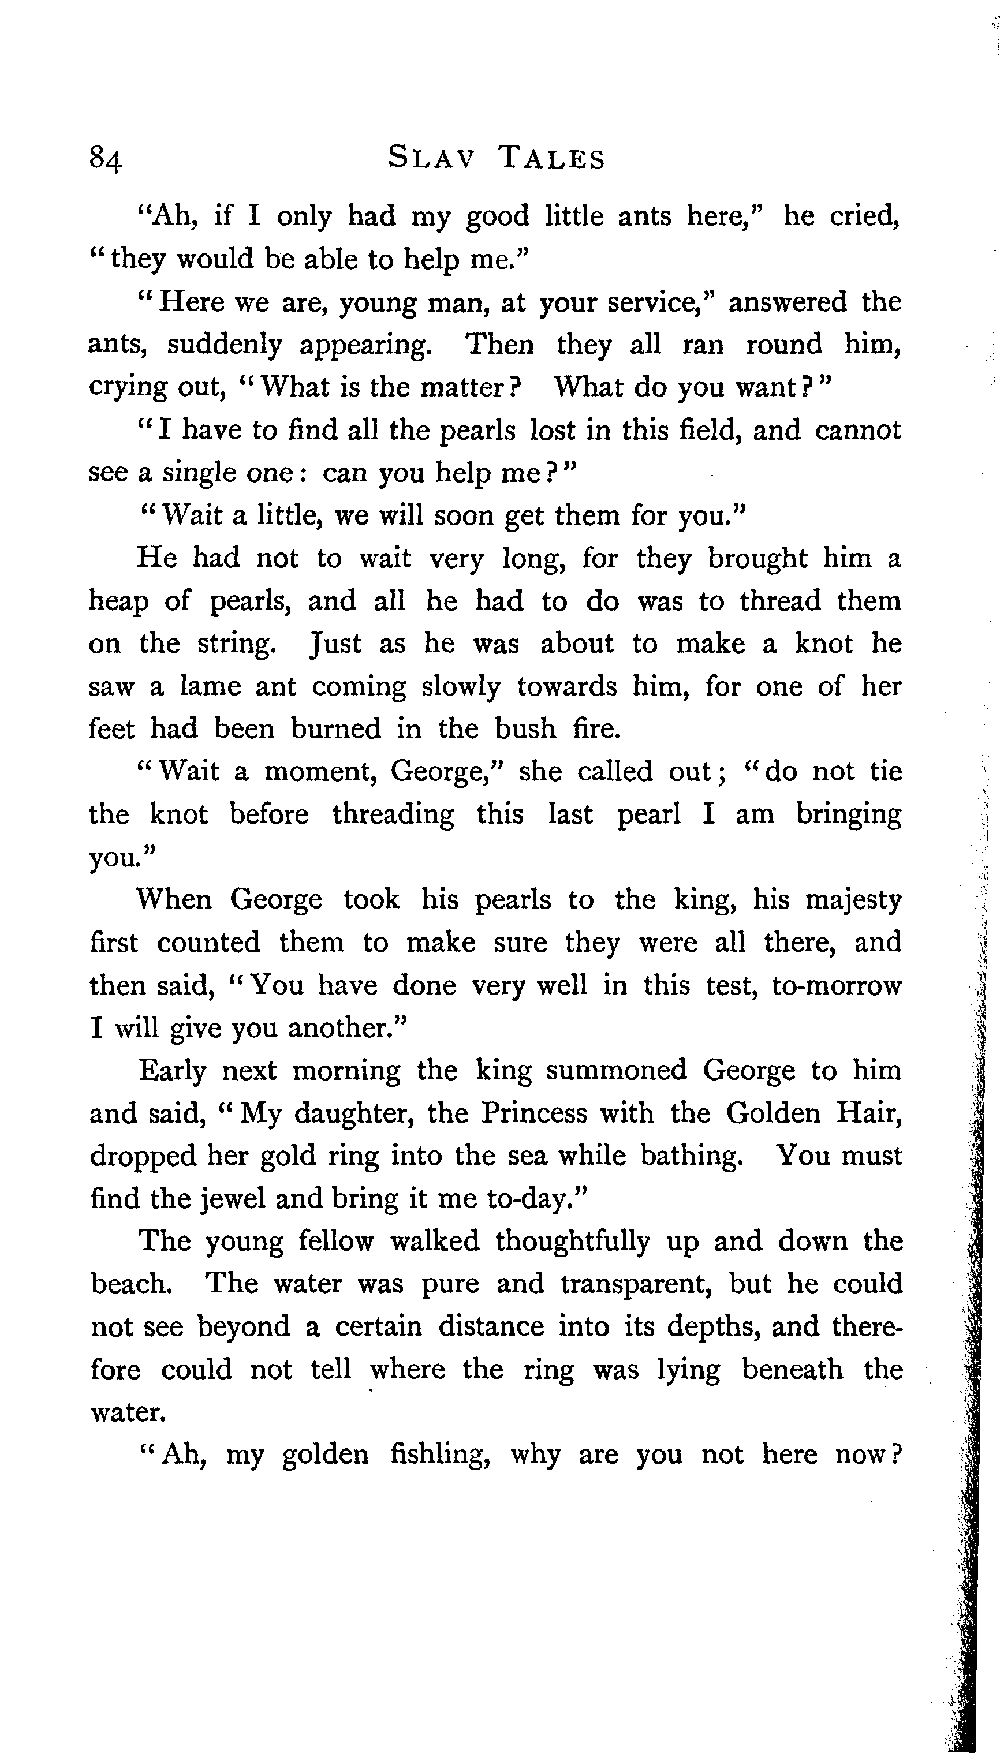 84 SLAV TALES
“Ah, if I only had my good little ants here,” he cried,
“they would be able to help me.”
“Here we are, young man, at your service,” answered the
ants, suddenly appearing. Then they all ran round him,
crying out, “What is the matter? What do you want?”
“I have to find all the pearls lost in this field, and cannot
see a single one: can you help me?”
“Wait a little, we will soon get them for you.”
He had not to wait very long, for they brought him a
heap of pearls, and all he had to do was to thread them
on the string. Just as he was about to make a knot he
saw a lame ant coming slowly towards him, for one of her
feet had been burned in the bush fire.
“Wait a moment, George,” she called out; “do not tie
the knot before threading this last pearl I am bringing
you.”
When George took his pearls to the king, his majesty
first counted them to make sure they were all there, and
then said, “You have done very well in this test, to-morrow
I will give you another.”
Early next morning the king summoned George to him
and said, “My daughter, the Princess with the Golden Hair,
dropped her gold ring into the sea while bathing. You must
find the jewel and bring it me to-day.”
The young fellow walked thoughtfully up and down the
beach. The water was pure and transparent, but he could
not see beyond a certain distance into its depths, and there-
fore could not tell where the ring was lying beneath the
water.
“Ah, my golden fishling, why are you not here now?